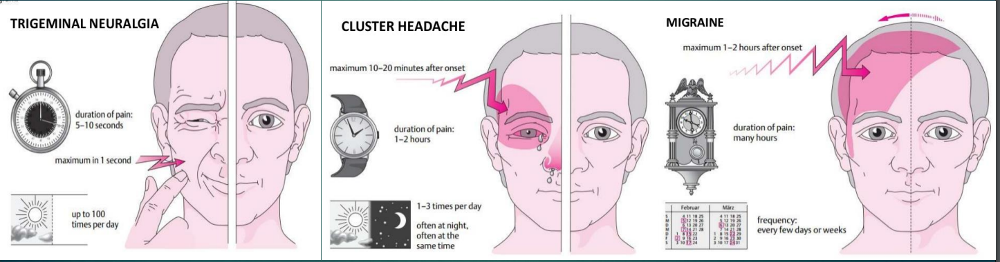 TRIGEMINAL NEURALGIA
duration of pain:
5–10 seconds
maximum in 1 second
up to 100
times per day
CLUSTER HEADACHE
maximum 10–20 minutes after onset
duration of pain:
1–2 hours
1–3 times per day
often at night,
often at the
same time
MIGRAINE
maximum 1–2 hours after onset
duration of pain:
many hours
Februar März
frequency:
every few days or weeks